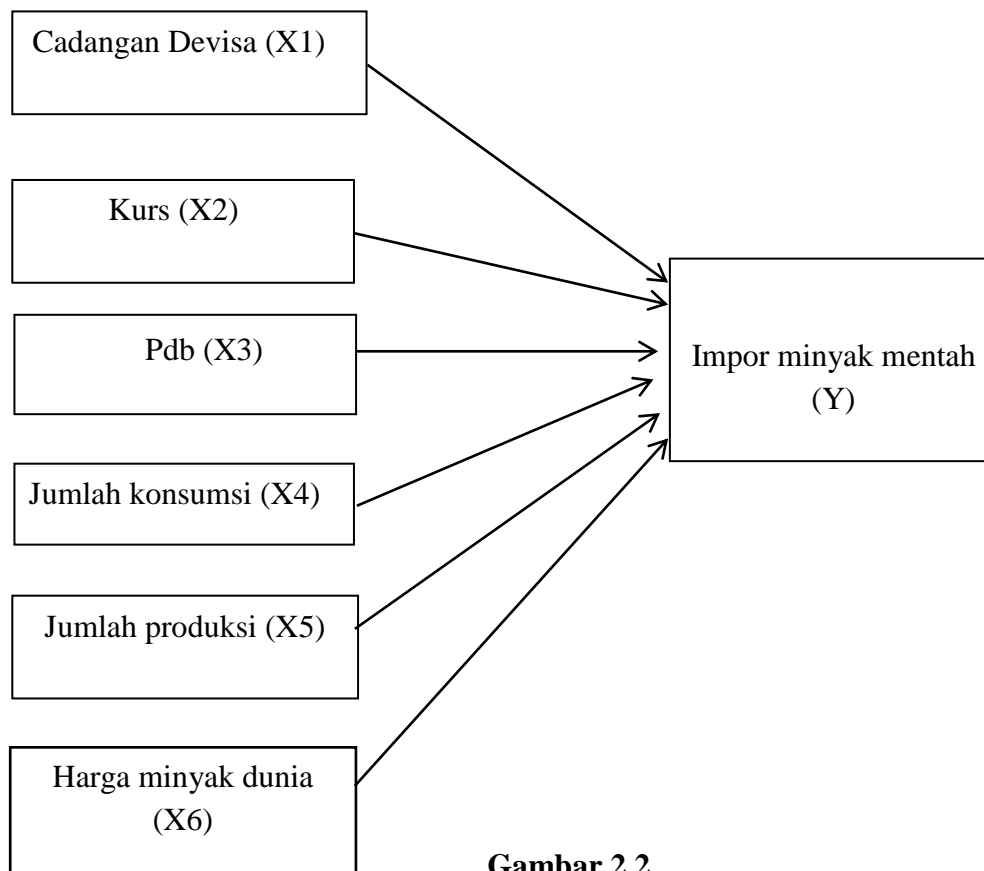 Cadangan Devisa (X1)
Kurs (X2)
Pdb (X3)
Jumlah konsumsi (X4)
Jumlah produksi (X5)
Harga minyak dunia
(X6)
Impor minyak mentah
(Y)
Gambar 2.2